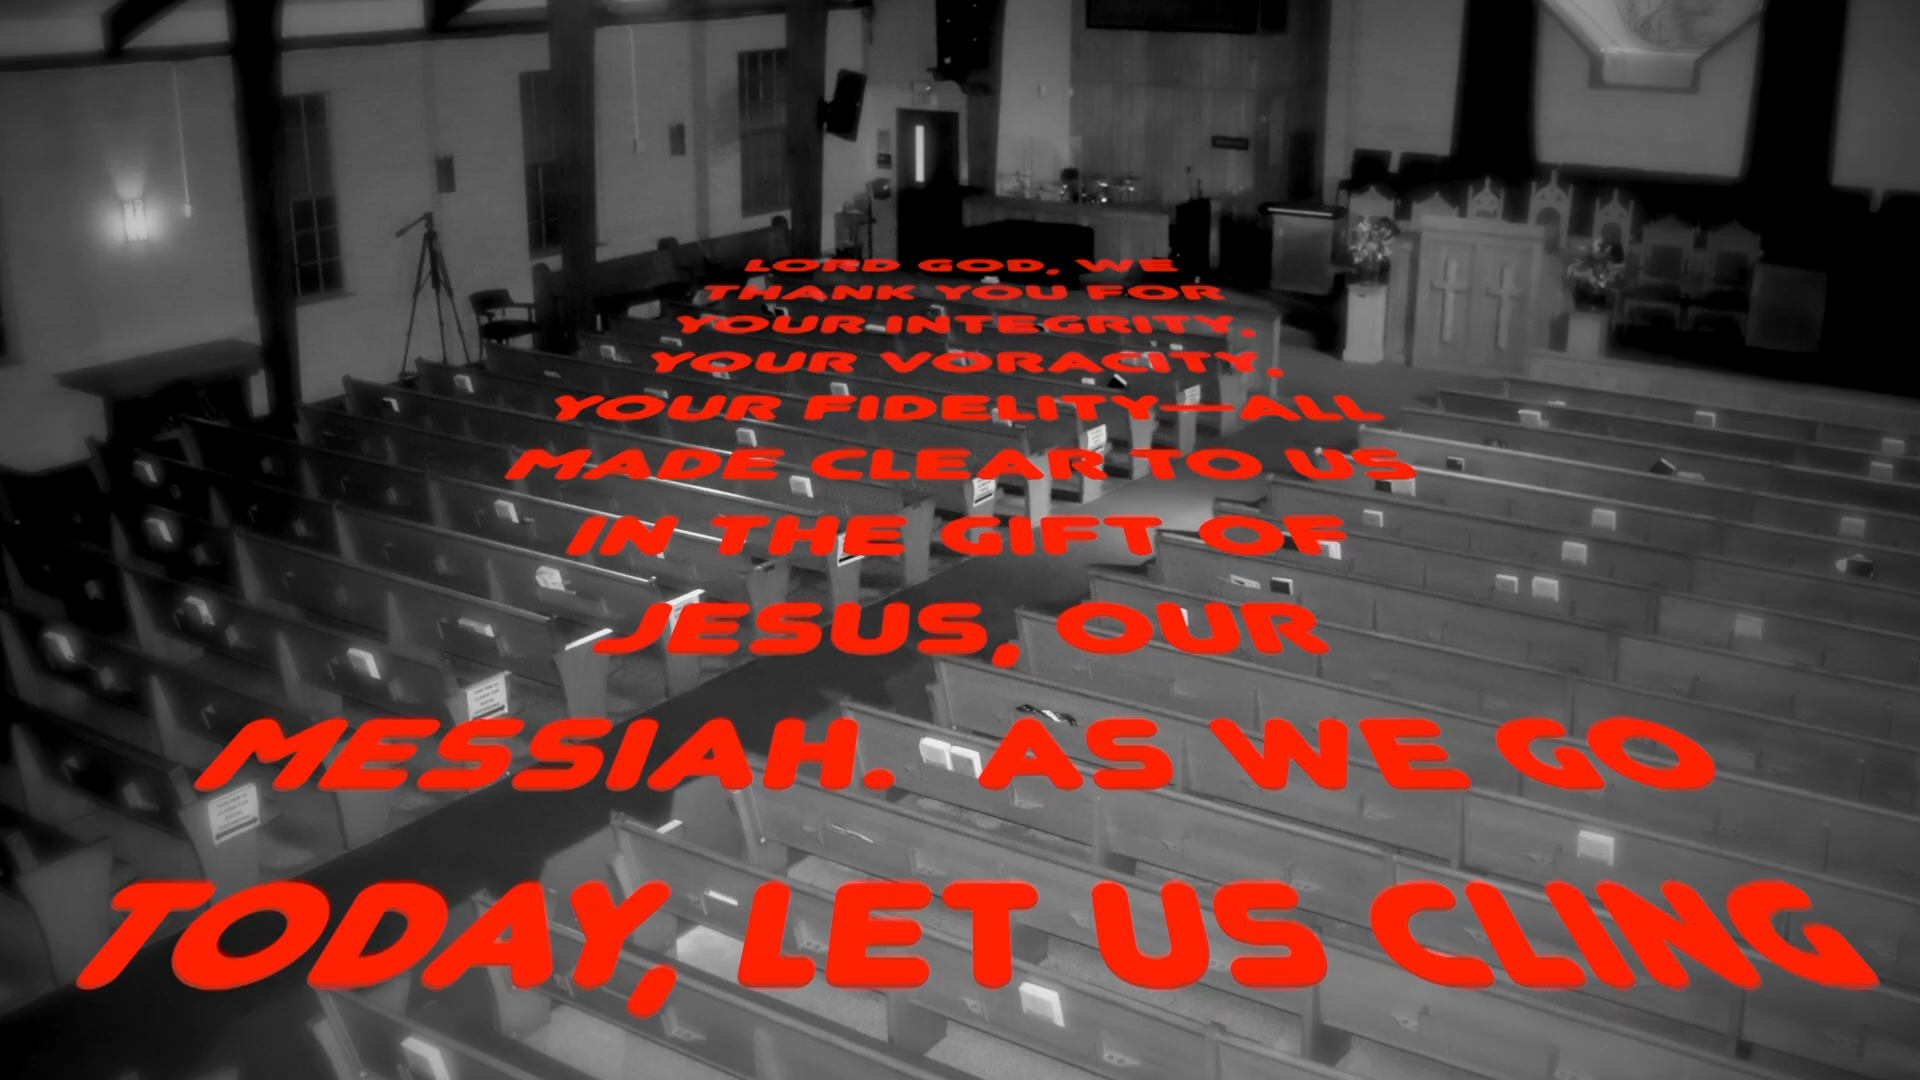 LORD GOD, WE
THANK YOU FOR
YOUR INTEGRITY,
YOUR VORACITY,
YOUR FIDELITY—ALL
MADE CLEAR TO US
IN THE GIFT OF
JESUS, OUR
MESSIAH. AS WE GO
TODAY, LET US CLING